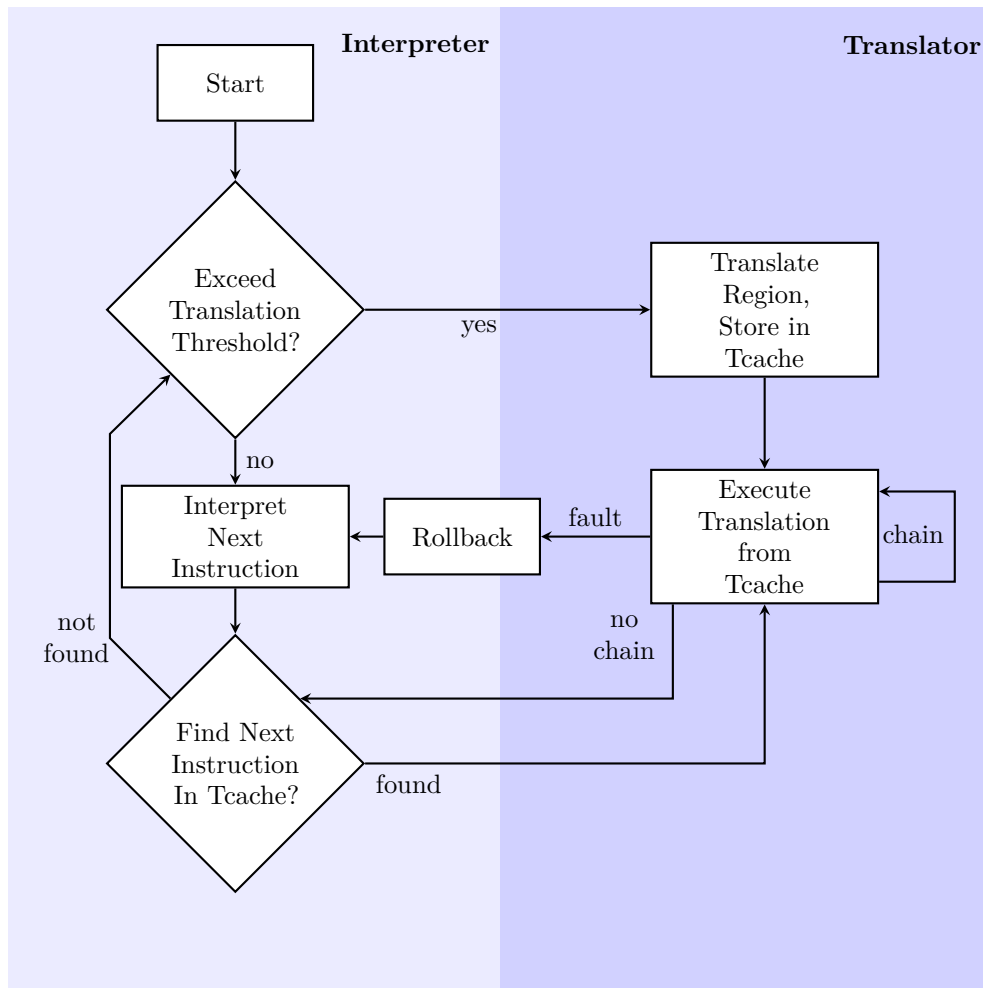 Interpreter
Translator
Start
Exceed
Translation
Threshold?
yes
Translate
Region,
Store in
Tcache
no
Interpret
Next
Instruction
Rollback
fault
Execute
Translation
from
Tcache
chain
not
found
no
chain
Find Next
Instruction
In Tcache?
found